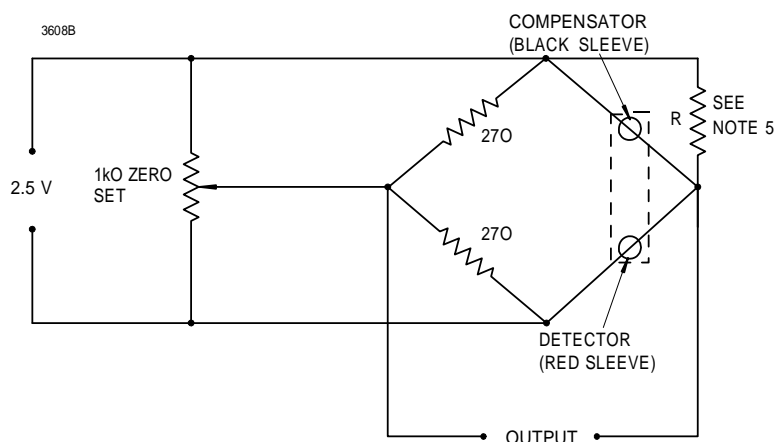 3608B
COMPENSATOR
(BLACK SLEEVE)
R
SEE
NOTE 5
27O
2.5 V
1kO ZERO
SET
27O
DETECTOR
(RED SLEEVE)
OUTPUT